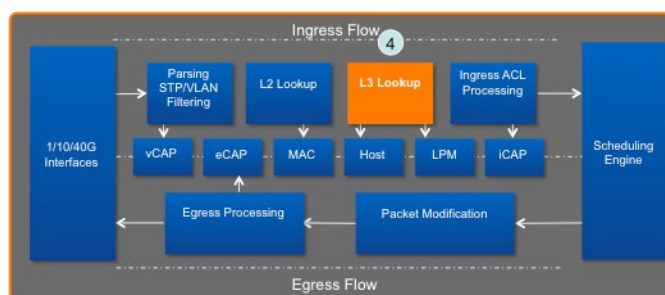 Ingress Flow
4
1/10/40G
Interfaces
Parsing
STP/VLAN
Filtering
L2 Lookup
L3 Lookup
Ingress ACL
Processing
Scheduling
Engine
vCAP
eCAP
MAC
Host
LPM
iCAP
Egress Processing
Packet Modification
Egress Flow